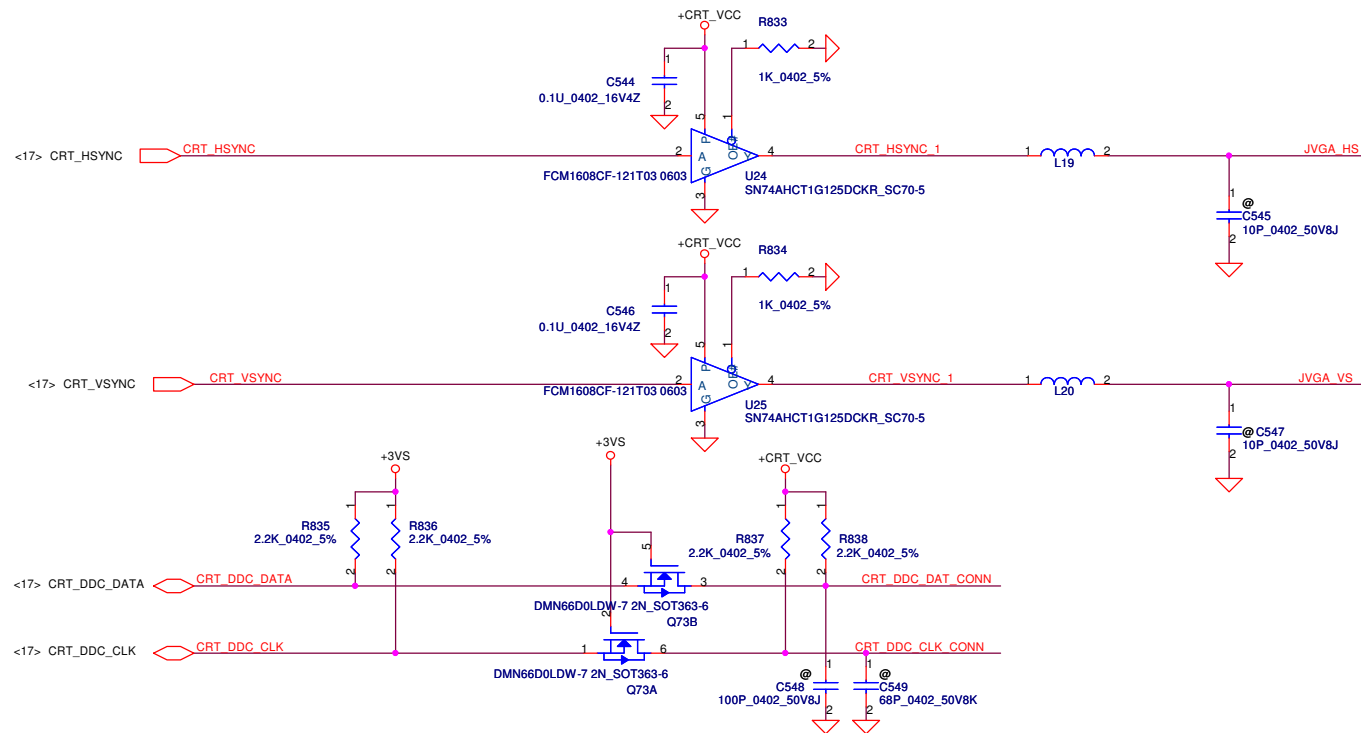 +CRT_VCC
R833
1
2
1K_0402_5%
1
C544
0.1U_0402_16V4Z
2
5
1
<17> CRT_HSYNC
CRT_HSYNC
2
P
A
G
OE#
Y
4
CRT_HSYNC_1
1
2
L19
JVGA_HS
FCM1608CF-121T03 0603
U24
SN74AHCT1G125DCKR_SC70-5
3
1
@
C545
10P_0402_50V8J
2
+CRT_VCC
R834
1
2
1K_0402_5%
1
C546
0.1U_0402_16V4Z
2
5
1
<17> CRT_VSYNC
CRT_VSYNC
2
P
A
G
OE#
Y
4
CRT_VSYNC_1
1
2
L20
JVGA_VS
FCM1608CF-121T03 0603
U25
SN74AHCT1G125DCKR_SC70-5
3
1
@
C547
10P_0402_50V8J
2
+3VS
+3VS
+CRT_VCC
1
1
1
1
R835
2.2K_0402_5%
R836
2.2K_0402_5%
R837
2.2K_0402_5%
R838
2.2K_0402_5%
2
2
2
2
5
<17> CRT_DDC_DATA
CRT_DDC_DATA
4
3
CRT_DDC_DAT_CONN
DMN66D0LDW-7 2N_SOT363-6
Q73B
2
<17> CRT_DDC_CLK
CRT_DDC_CLK
1
6
CRT_DDC_CLK_CONN
DMN66D0LDW-7 2N_SOT363-6
Q73A
1
@
C548
100P_0402_50V8J
2
1
@
C549
68P_0402_50V8K
2